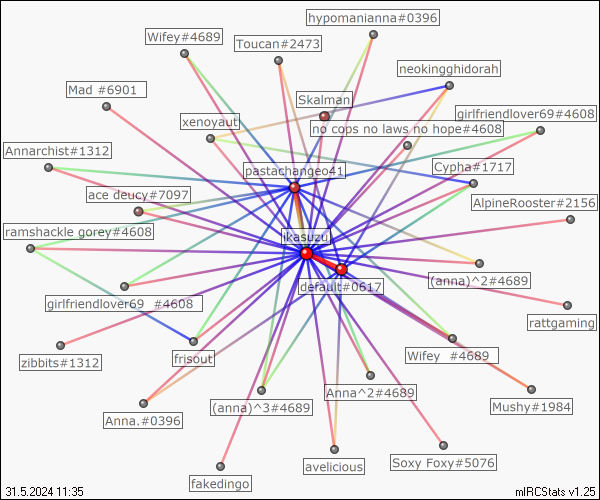 hypomanianna#0396
Wifey#4689
Toucan#2473
neokingghidorah
Mad #6901
Skalman
girlfriendlover69#4608
xenoyaut
no cops no laws no hope#4608
Annarchist#1312
pastachangeo41
Cypha#1717
ace deucy#7097
AlpineRooster#2156
ramshackle gorey#4608
ikasuzu
(anna)^2#4689
default#0617
girlfriendlover69 #4608
rattgaming
zibbits#1312
frisout
Wifey #4689
Anna^2#4689
Mushy#1984
(anna)^3#4689
Anna.#0396
Soxy Foxy#5076
avelicious
fakedingo
31.5.2024 11:35
mIRCStats v1.25